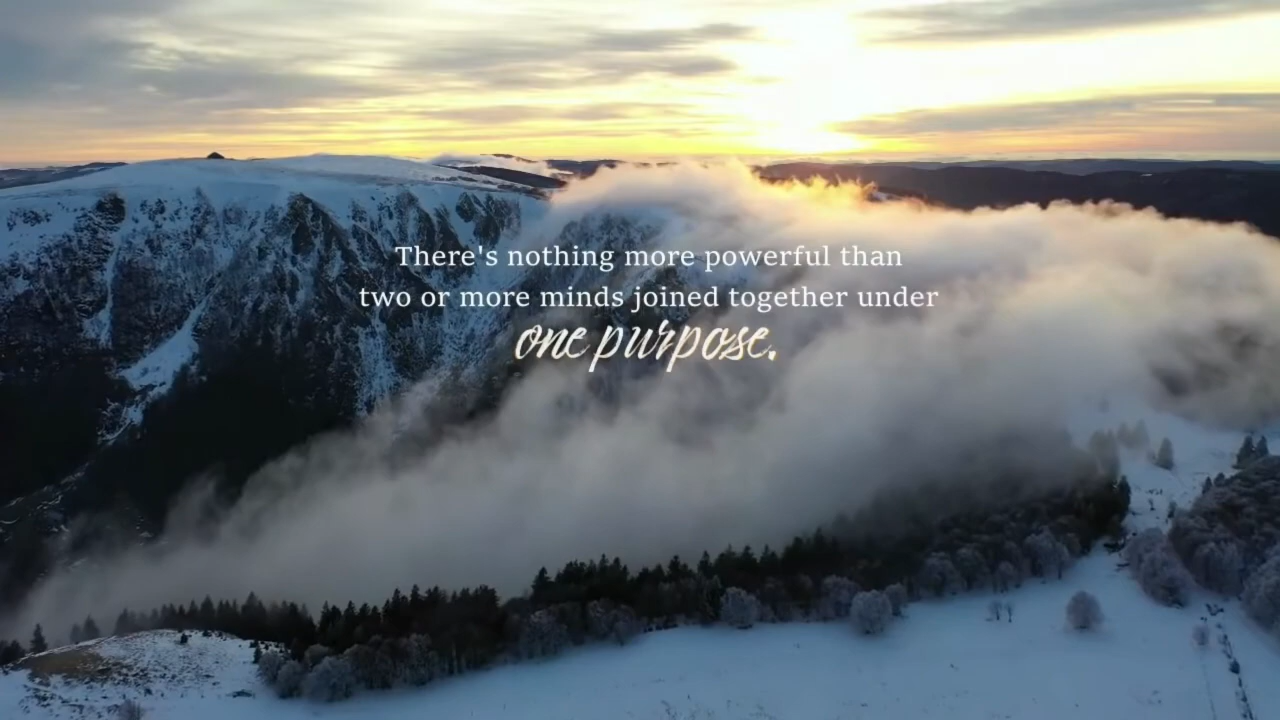 There's nothing more powerful than
two or more minds joined together under
one purpose.